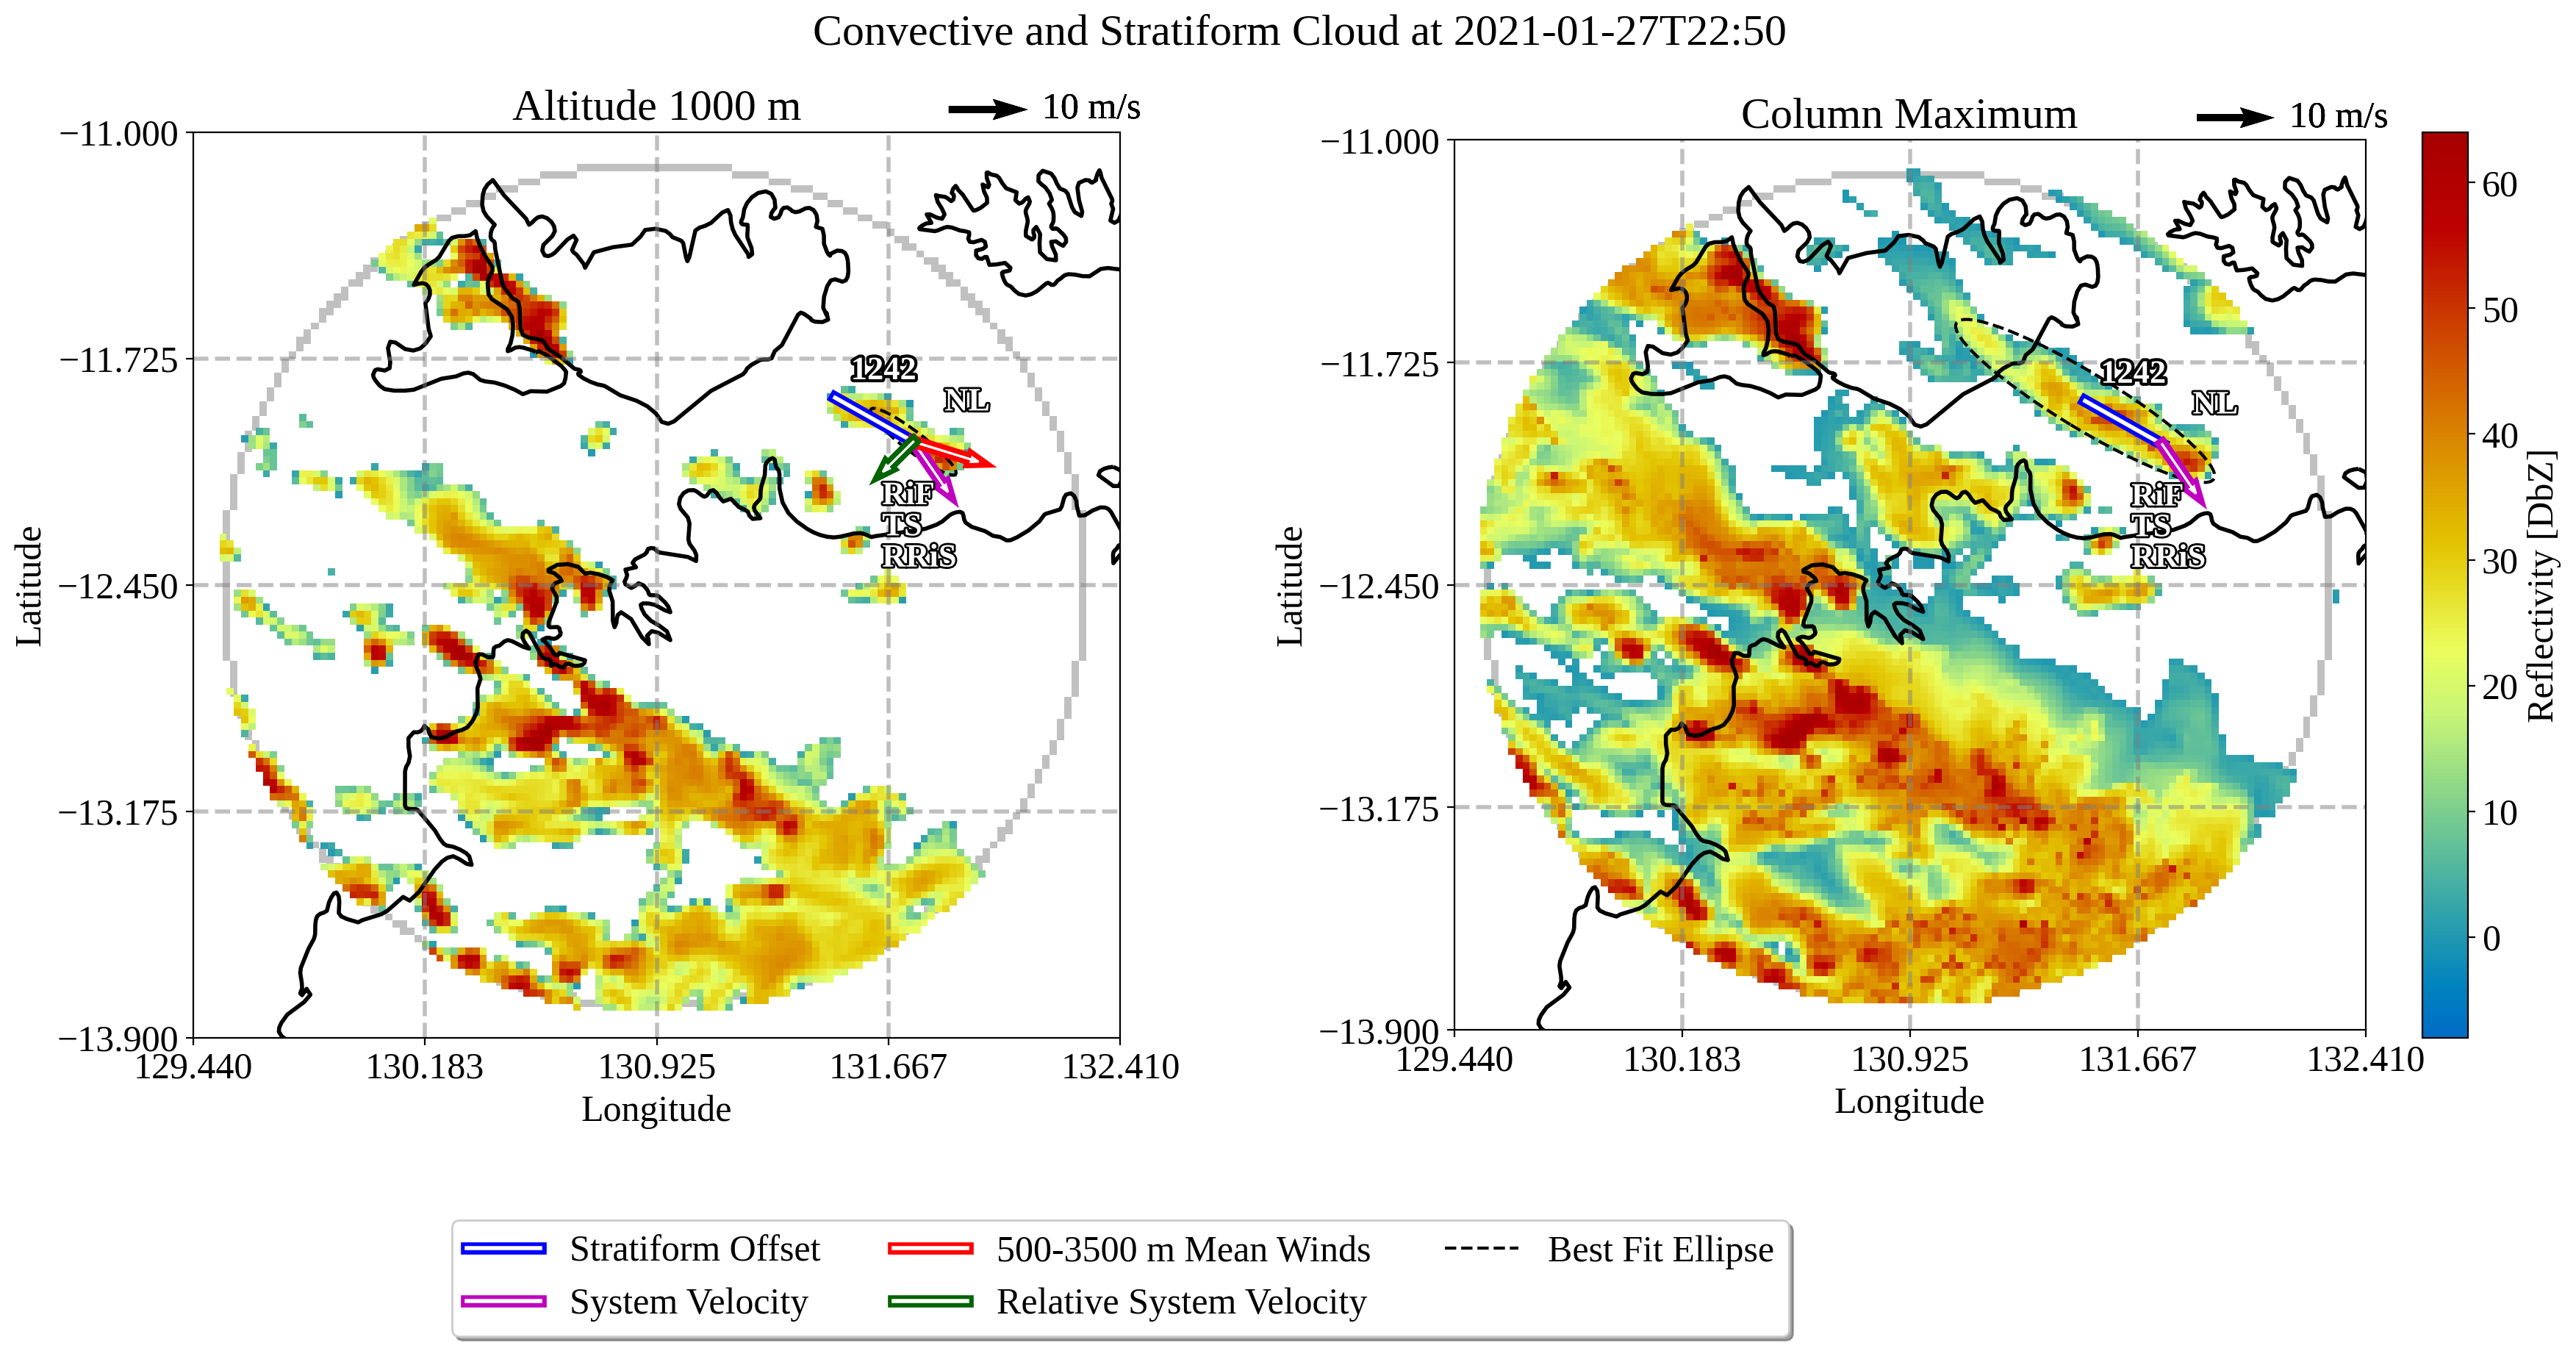 Convective and Stratiform Cloud at 2021-01-27T22:50
Altitude 1000 m
10 m/s
−11.000
−11.725
−12.450
−13.175
−13.900
Latitude
129.440
130.183
130.925
131.667
132.410
Longitude
1242
NL
RiF
TS
RRiS
Column Maximum
10 m/s
−11.000
−11.725
−12.450
−13.175
−13.900
Latitude
129.440
130.183
130.925
131.667
132.410
Longitude
1242
NL
RiF
TS
RRiS
60
50
40
30
20
10
0
Reflectivity [DbZ]
Stratiform Offset
System Velocity
500-3500 m Mean Winds
Relative System Velocity
Best Fit Ellipse